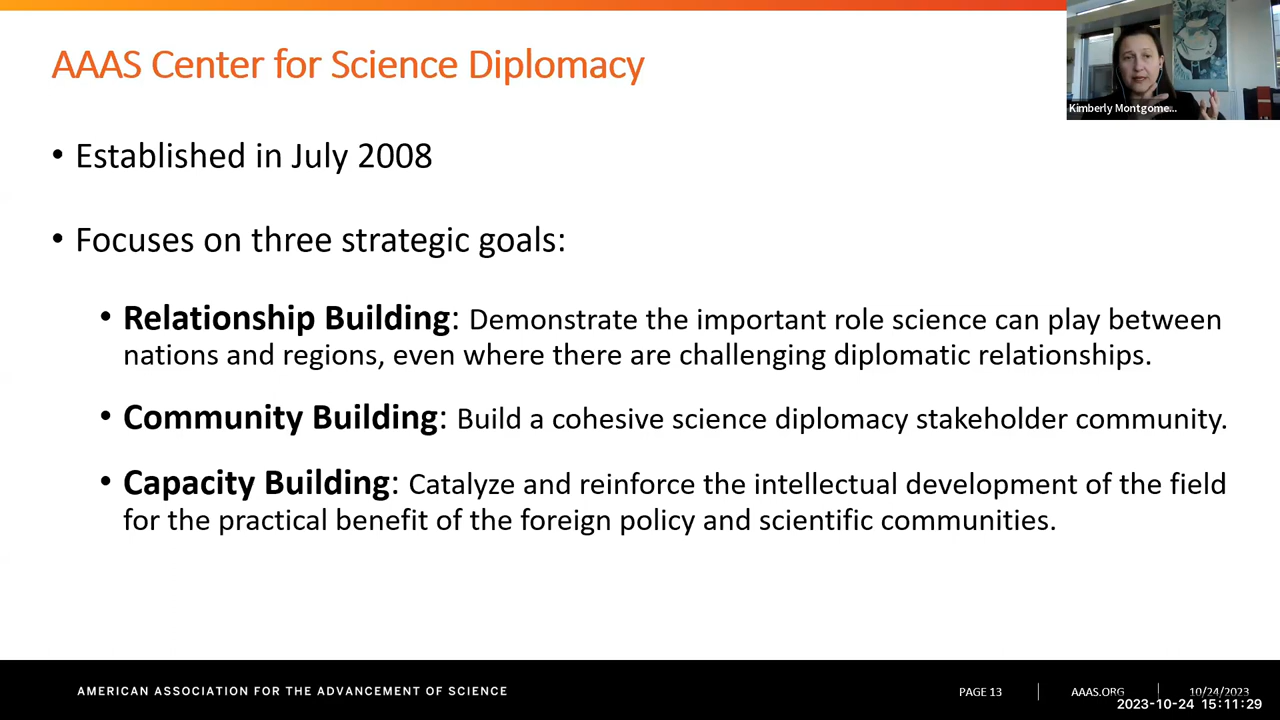 AAAS Center for Science Diplomacy
Kimberly Montgome...
• Established in July 2008
• Focuses on three strategic goals:
• Relationship Building: Demonstrate the important role science can play between
nations and regions, even where there are challenging diplomatic relationships.
• Community Building: Build a cohesive science diplomacy stakeholder community.
• Capacity Building: Catalyze and reinforce the intellectual development of the field
for the practical benefit of the foreign policy and scientific communities.
AMERICAN ASSOCIATION FOR THE ADVANCEMENT OF SCIENCE
PAGE 13 | AAAS.ORG | 10/24/2023
2023-10-24 15:11:29